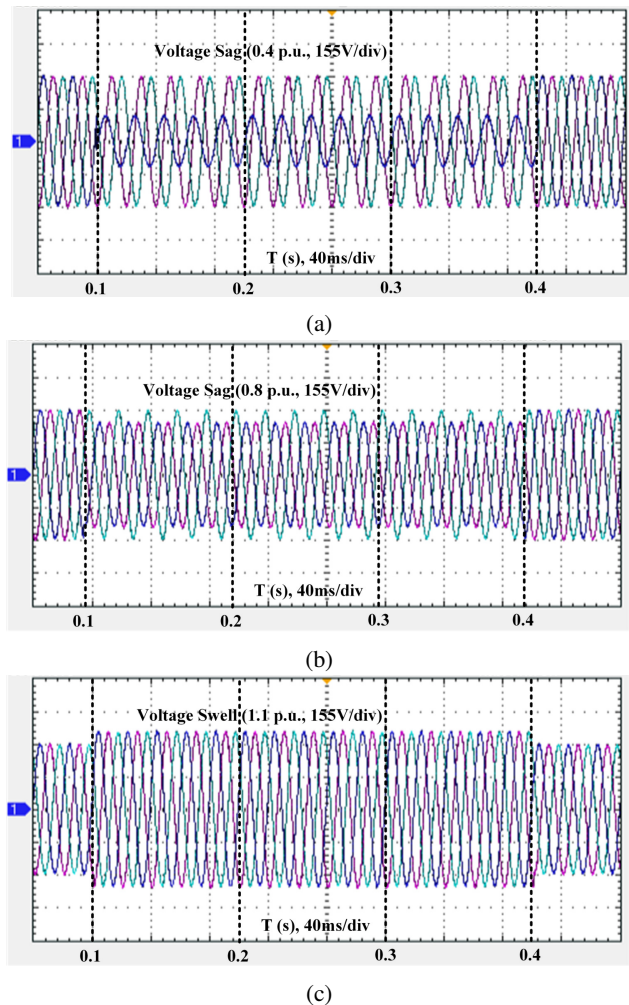 Voltage Sag (0.4 p.u., 155V/div)
1
T (s), 40ms/div
0.1 0.2 0.3 0.4
(a)
Voltage Sag (0.8 p.u., 155V/div)
1
T (s), 40ms/div
0.1 0.2 0.3 0.4
(b)
Voltage Swell (1.1 p.u., 155V/div)
1
T (s), 40ms/div
0.1 0.2 0.3 0.4
(c)